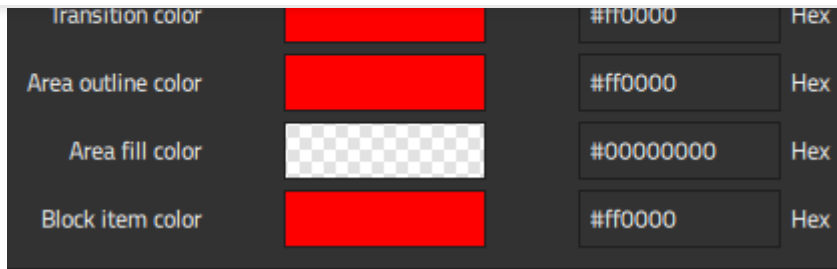 Transition color #ff0000 Hex
Area outline color #ff0000 Hex
Area fill color #00000000 Hex
Block item color #ff0000 Hex